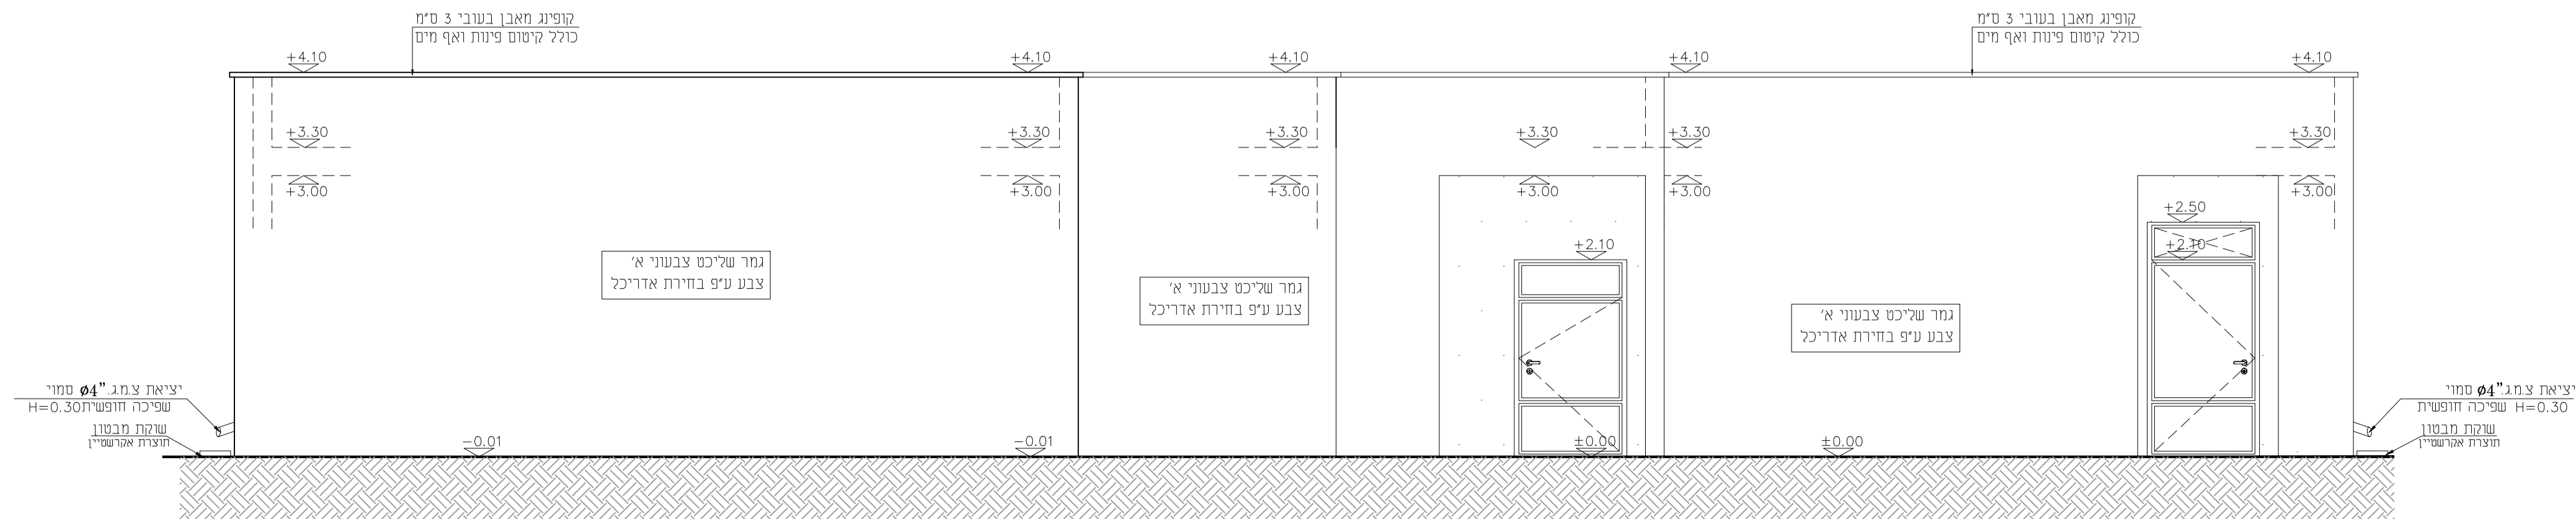 קופינג מאבן בעובי 3 ס"מ
כולל קיטום פינות ואף מים
קופינג מאבן בעובי 3 ס"מ
כולל קיטום פינות ואף מים
+4.10
+4.10
+4.10
+4.10
+4.10
+3.30
+3.30
+3.30
+3.30
+3.30
+3.30
+3.00
+3.00
+3.00
+3.00
+3.00
+3.00
+2.50
+2.10
+2.10
גמר שליכט צבעוני א'
צבע ע"פ בחירת אדריכל
גמר שליכט צבעוני א'
צבע ע"פ בחירת אדריכל
גמר שליכט צבעוני א'
צבע ע"פ בחירת אדריכל
יציאת צ.מ.ג. ø4" סמוי
שפיכה חופשית H=0.30
שוקת מבטון
תוצרת אקרשטיין
יציאת צ.מ.ג. ø4" סמוי
שפיכה חופשית H=0.30
שוקת מבטון
תוצרת אקרשטיין
-0.01
-0.01
±0.00
±0.00